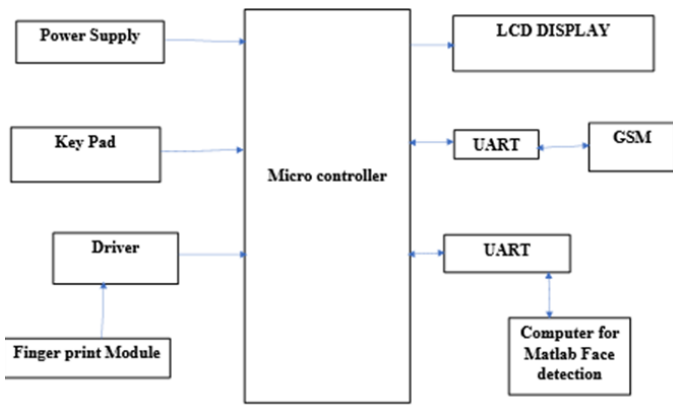 Power Supply
LCD DISPLAY
Key Pad
UART
GSM
Micro controller
Driver
UART
Finger print Module
Computer for
Matlab Face
detection